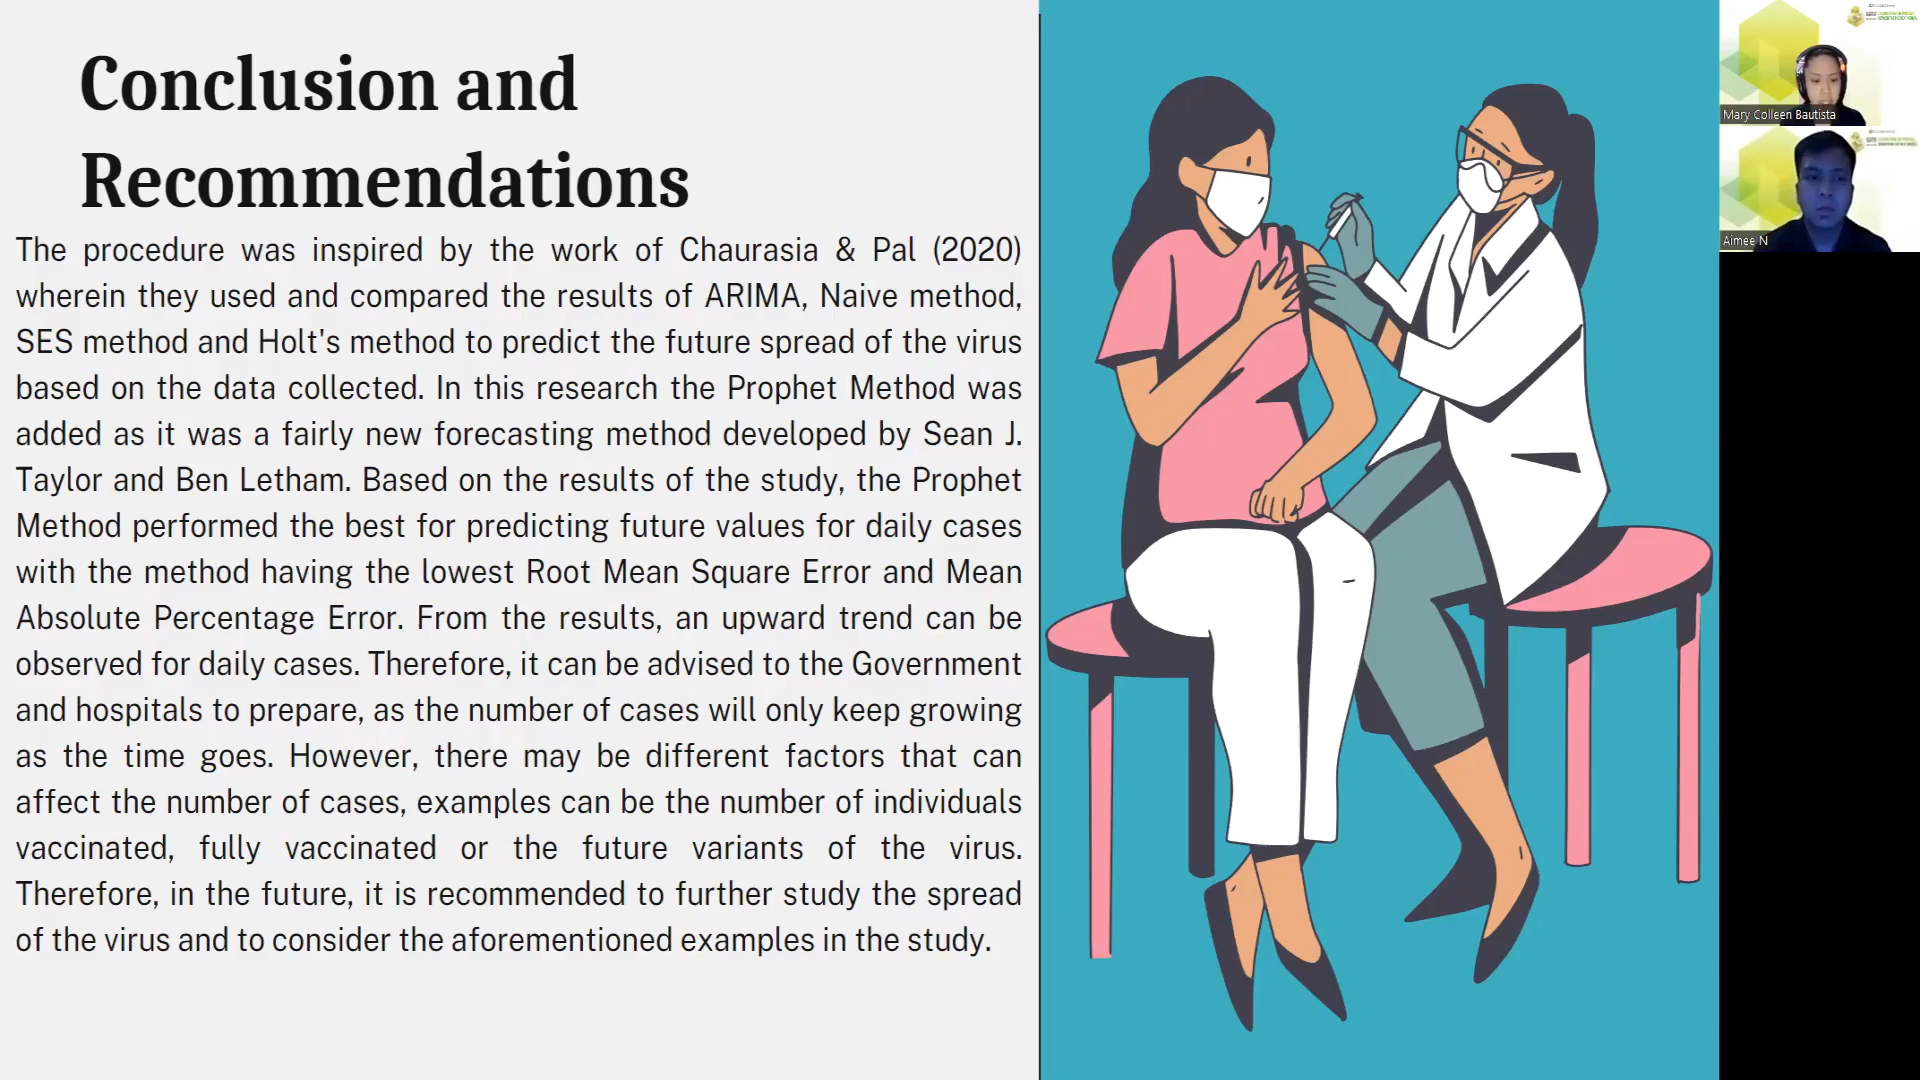 Conclusion and
Recommendations
The procedure was inspired by the work of Chaurasia & Pal (2020)
wherein they used and compared the results of ARIMA, Naive method,
SES method and Holt's method to predict the future spread of the virus
based on the data collected. In this research the Prophet Method was
added as it was a fairly new forecasting method developed by Sean J.
Taylor and Ben Letham. Based on the results of the study, the Prophet
Method performed the best for predicting future values for daily cases
with the method having the lowest Root Mean Square Error and Mean
Absolute Percentage Error. From the results, an upward trend can be
observed for daily cases. Therefore, it can be advised to the Government
and hospitals to prepare, as the number of cases will only keep growing
as the time goes. However, there may be different factors that can
affect the number of cases, examples can be the number of individuals
vaccinated, fully vaccinated or the future variants of the virus.
Therefore, in the future, it is recommended to further study the spread
of the virus and to consider the aforementioned examples in the study.
Mary Colleen Bautista
Aimee N